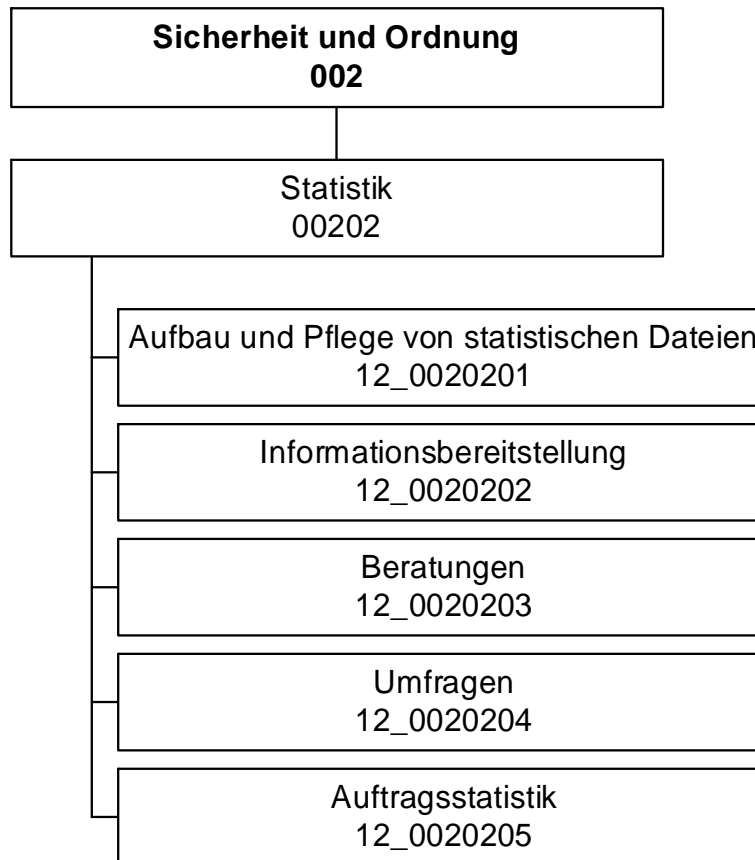 Sicherheit und Ordnung
002
Statistik
00202
Aufbau und Pflege von statistischen Dateien
12_0020201
Informationsbereitstellung
12_0020202
Beratungen
12_0020203
Umfragen
12_0020204
Auftragsstatistik
12_0020205